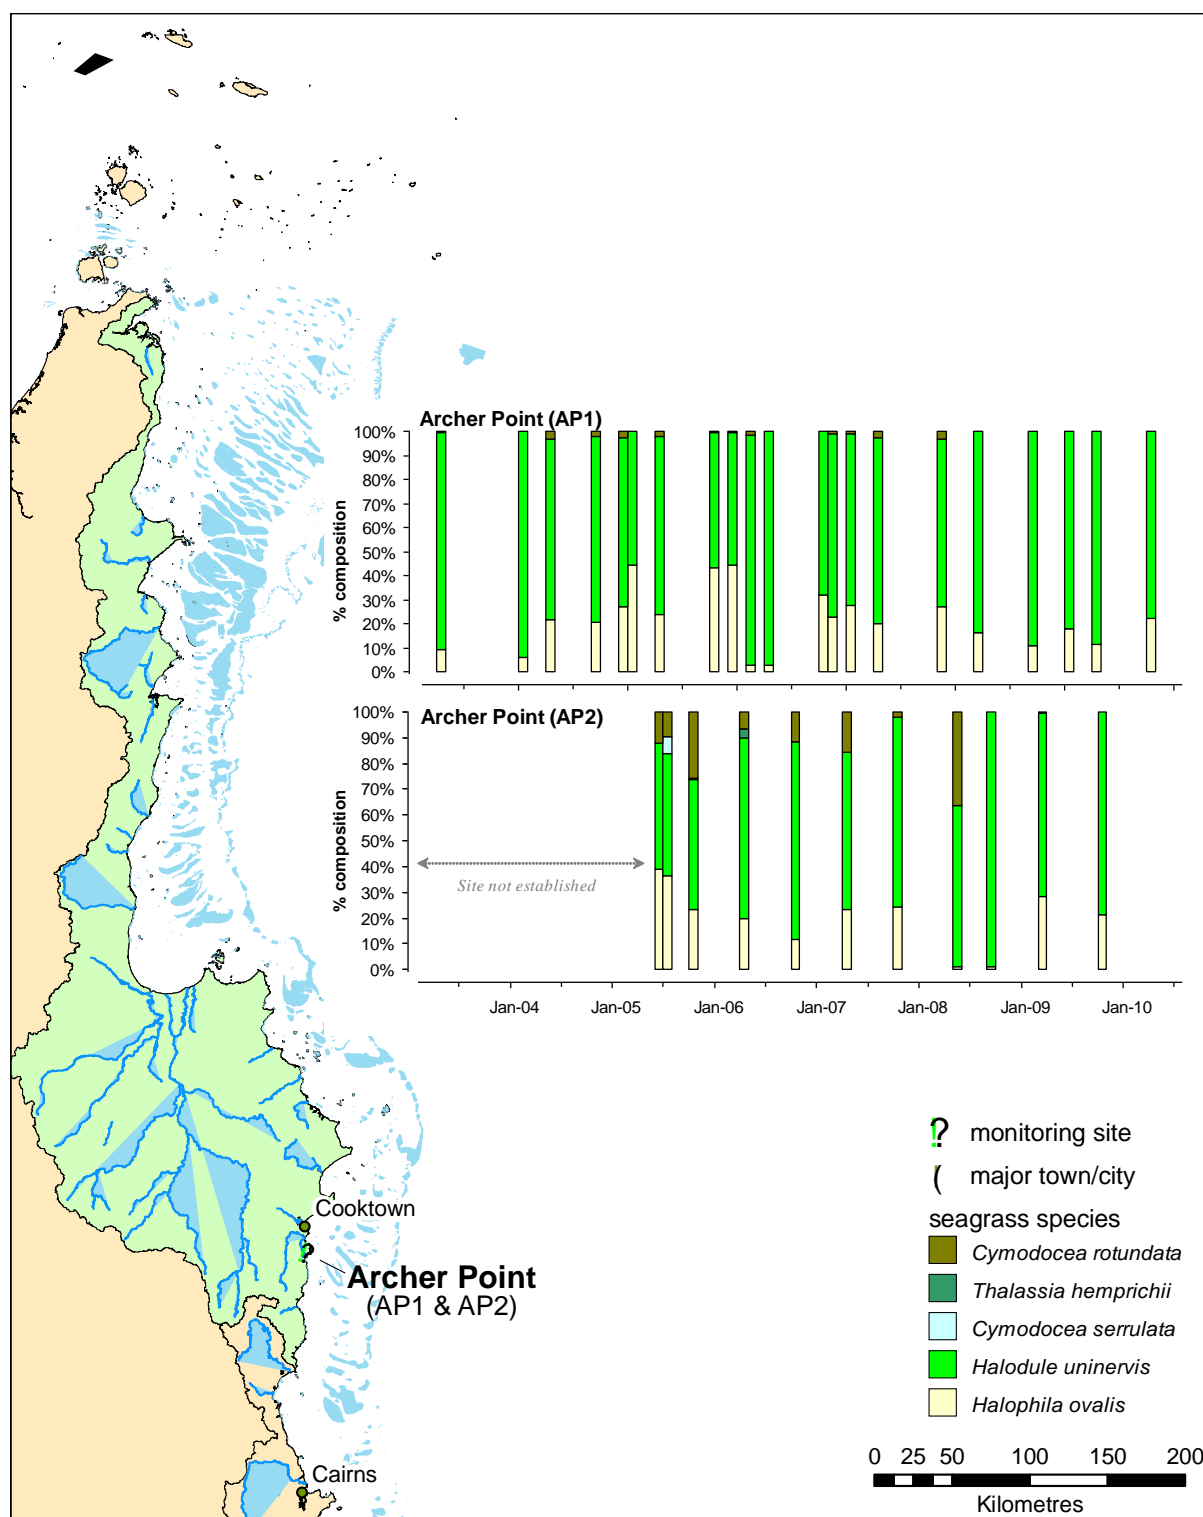 Archer Point (AP1)
100%
90%
80%
70%
60%
50%
40%
30%
20%
10%
0%
% composition
Archer Point (AP2)
100%
90%
80%
70%
60%
50%
40%
30%
20%
10%
0%
% composition
Site not established
Jan-04 Jan-05 Jan-06 Jan-07 Jan-08 Jan-09 Jan-10
? monitoring site
( major town/city
seagrass species
Cymodocea rotundata
Thalassia hemprichii
Cymodocea serrulata
Halodule uninervis
Halophila ovalis
Cooktown
Archer Point
(AP1 & AP2)
Cairns
0 25 50 100 150 200
Kilometres